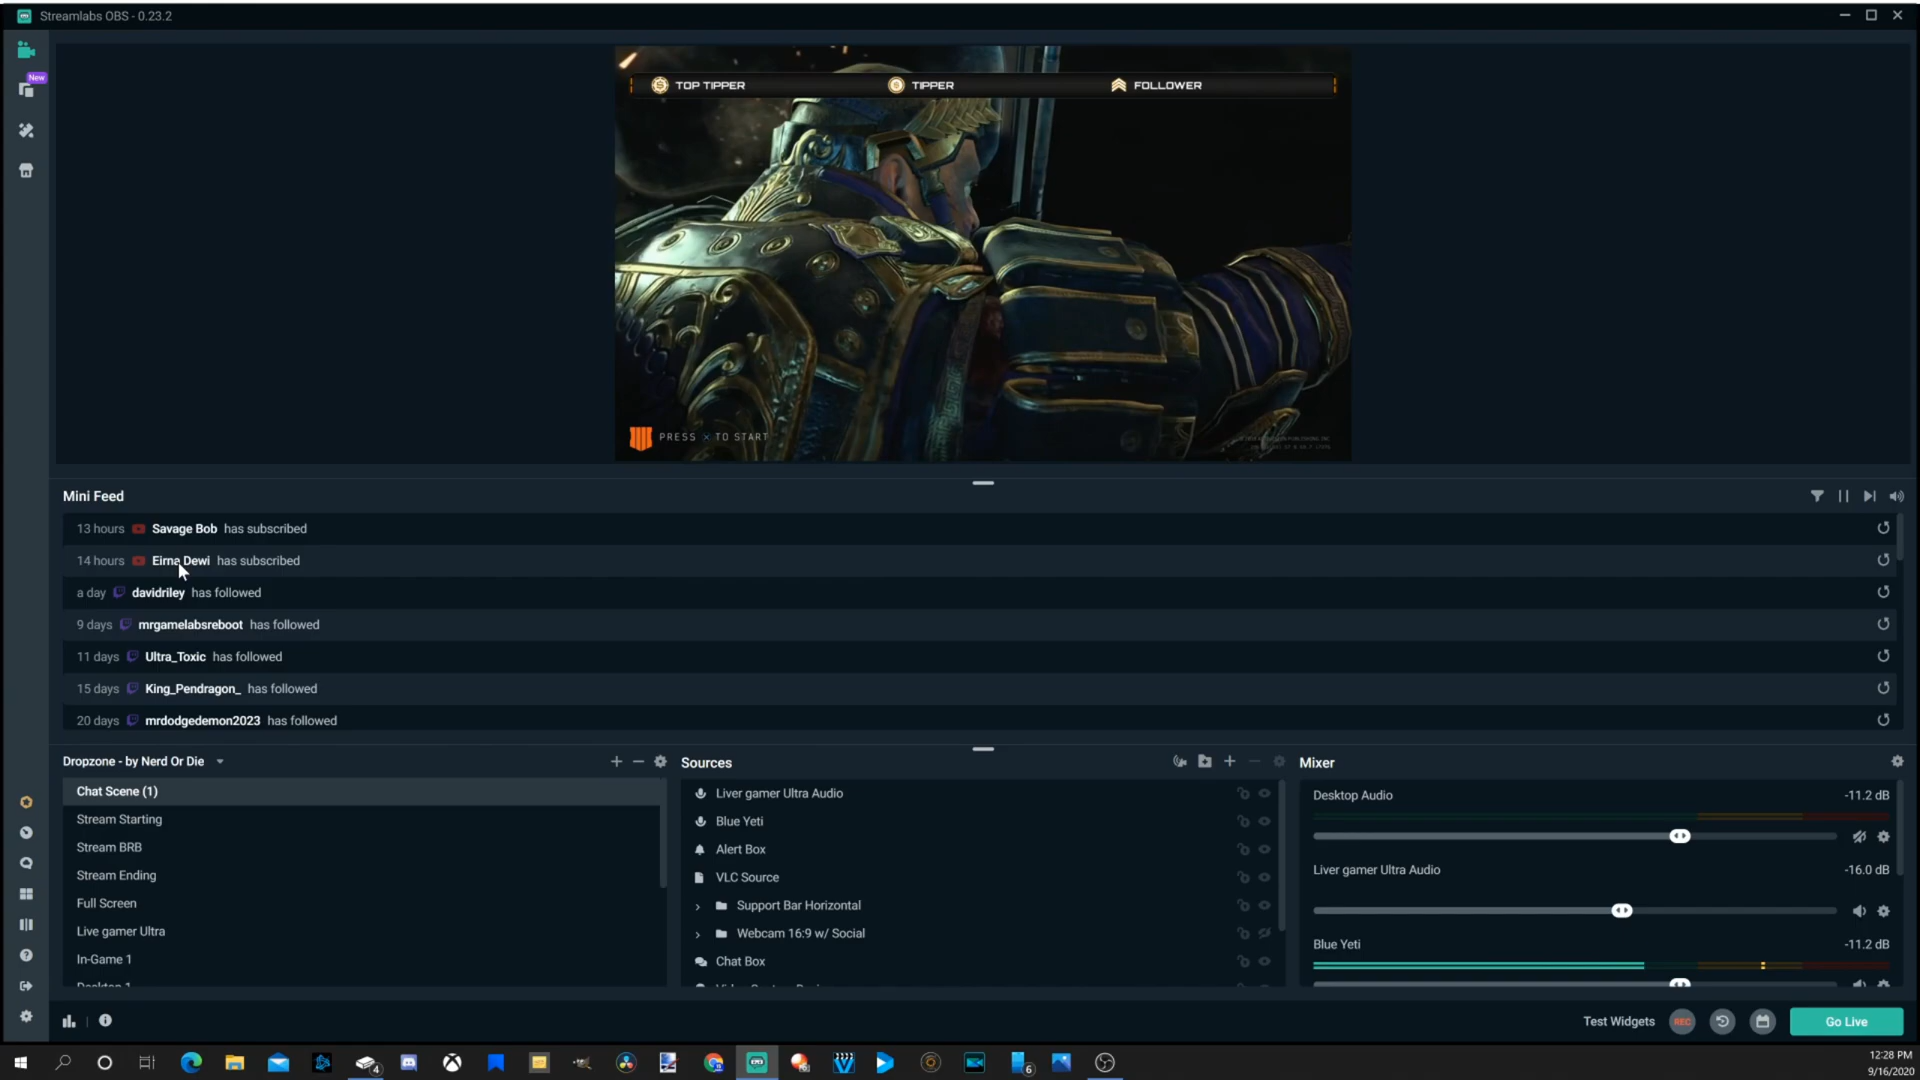 Streamlabs OBS - 0.23.2
New
TOP TIPPER TIPPER FOLLOWER
PRESS × TO START
Mini Feed
13 hours Savage Bob has subscribed
14 hours Eirna Dewi has subscribed
a day davidriley has followed
9 days mrgamelabsreboot has followed
11 days Ultra_Toxic has followed
15 days King_Pendragon_ has followed
20 days mrdodgedemon2023 has followed
Dropzone - by Nerd Or Die
Chat Scene (1)
Stream Starting
Stream BRB
Stream Ending
Full Screen
Live gamer Ultra
In-Game 1
Desktop 1
Sources
Liver gamer Ultra Audio
Blue Yeti
Alert Box
VLC Source
Support Bar Horizontal
Webcam 16:9 w/ Social
Chat Box
Mixer
Desktop Audio -11.2 dB
Liver gamer Ultra Audio -16.0 dB
Blue Yeti -11.2 dB
Test Widgets REC Go Live
4
6
12:28 PM
9/16/2020